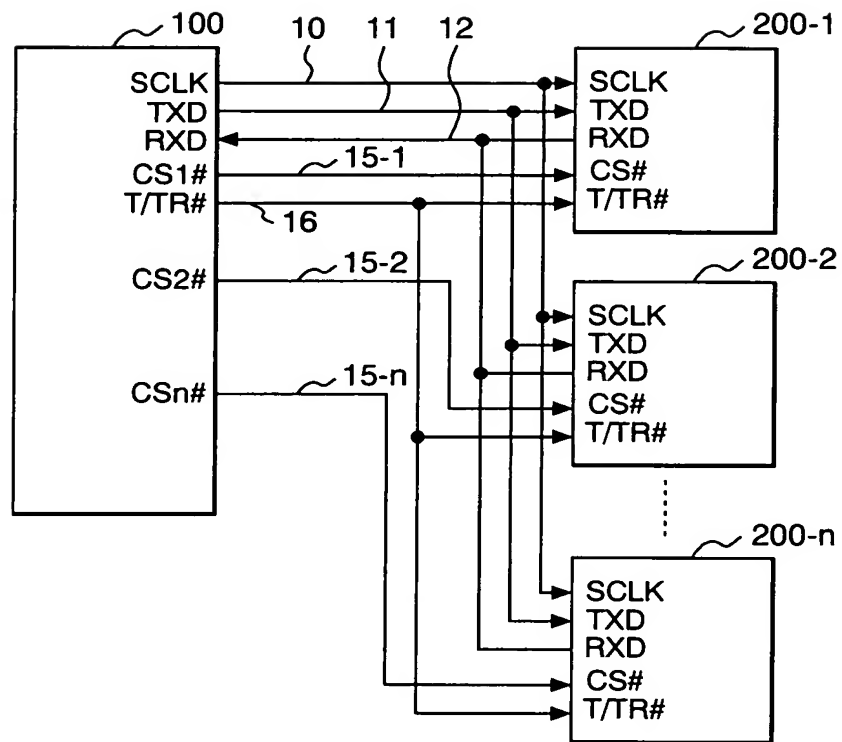 100
10
11
12
200-1
SCLK
TXD
RXD
CS1#
T/TR#
CS2#
CSn#
15-1
16
15-2
15-n
SCLK
TXD
RXD
CS#
T/TR#
200-2
SCLK
TXD
RXD
CS#
T/TR#
200-n
SCLK
TXD
RXD
CS#
T/TR#